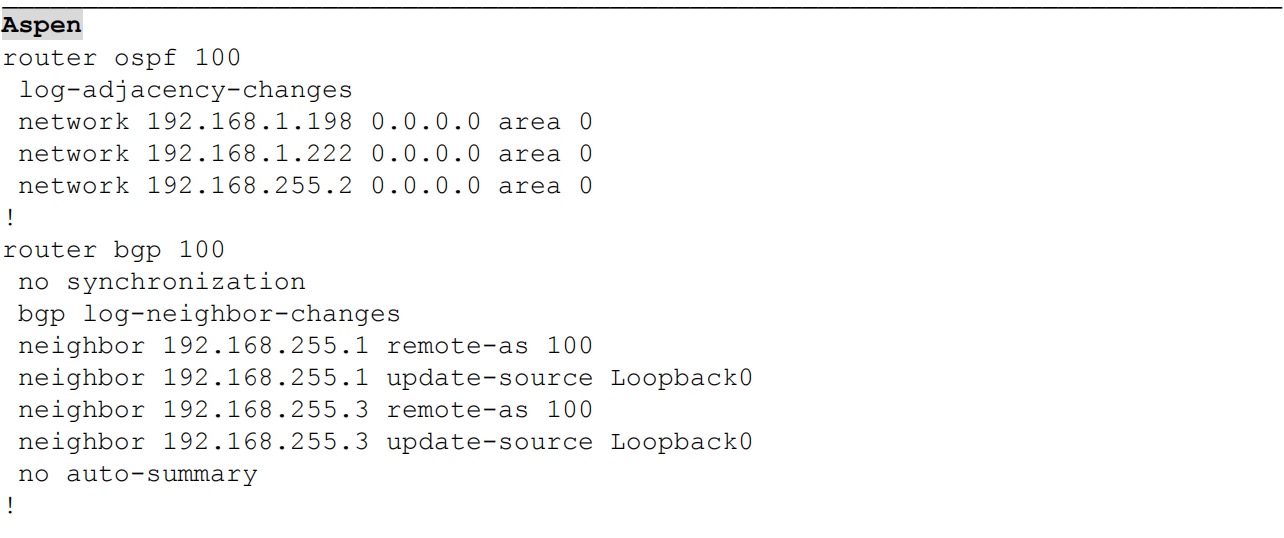 Aspen
router ospf 100
 log-adjacency-changes
 network 192.168.1.198 0.0.0.0 area 0
 network 192.168.1.222 0.0.0.0 area 0
 network 192.168.255.2 0.0.0.0 area 0
!
router bgp 100
 no synchronization
 bgp log-neighbor-changes
 neighbor 192.168.255.1 remote-as 100
 neighbor 192.168.255.1 update-source Loopback0
 neighbor 192.168.255.3 remote-as 100
 neighbor 192.168.255.3 update-source Loopback0
 no auto-summary
!